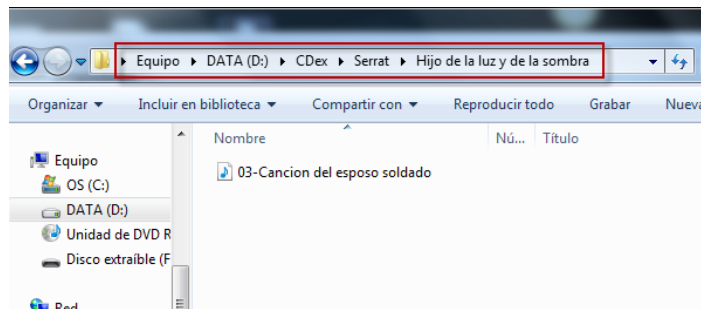 Equipo ▸ DATA (D:) ▸ CDex ▸ Serrat ▸ Hijo de la luz y de la sombra
Organizar Incluir en biblioteca Compartir con Reproducir todo Grabar
Nombre Nú... Título
Equipo
03-Cancion del esposo soldado
OS (C:)
DATA (D:)
Unidad de DVD R
Disco extraíble (F
Red